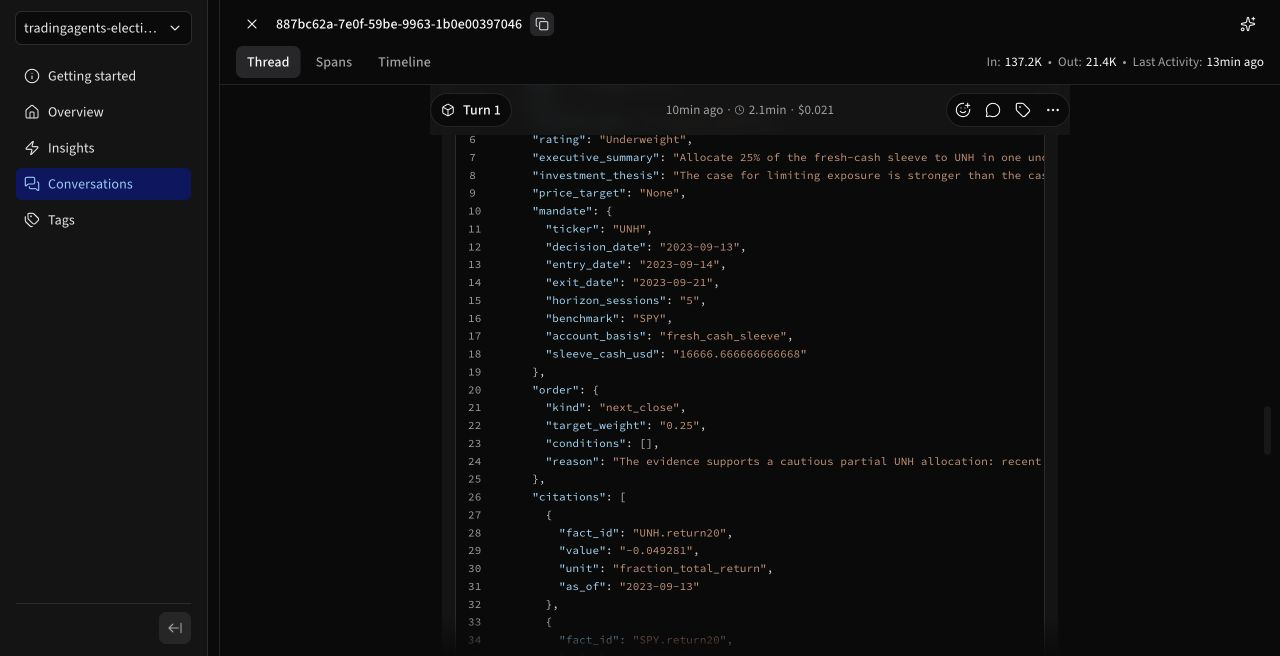 tradingagents-electi...
Getting started
Overview
Insights
Conversations
Tags
887bc62a-7e0f-59be-9963-1b0e00397046
Thread Spans Timeline
In: 137.2K • Out: 21.4K • Last Activity: 13min ago
Turn 1
10min ago · 2.1min · $0.021
6 "rating": "Underweight",
7 "executive_summary": "Allocate 25% of the fresh-cash sleeve to UNH in one
8 "investment_thesis": "The case for limiting exposure is stronger than the
9 "price_target": "None",
10 "mandate": {
11 "ticker": "UNH",
12 "decision_date": "2023-09-13",
13 "entry_date": "2023-09-14",
14 "exit_date": "2023-09-21",
15 "horizon_sessions": "5",
16 "benchmark": "SPY",
17 "account_basis": "fresh_cash_sleeve",
18 "sleeve_cash_usd": "16666.666666666668"
19 },
20 "order": {
21 "kind": "next_close",
22 "target_weight": "0.25",
23 "conditions": [],
24 "reason": "The evidence supports a cautious partial UNH allocation: recent
25 },
26 "citations": [
27 {
28 "fact_id": "UNH.return20",
29 "value": "-0.049281",
30 "unit": "fraction_total_return",
31 "as_of": "2023-09-13"
32 },
33 {
34 "fact_id": "SPY.return20",